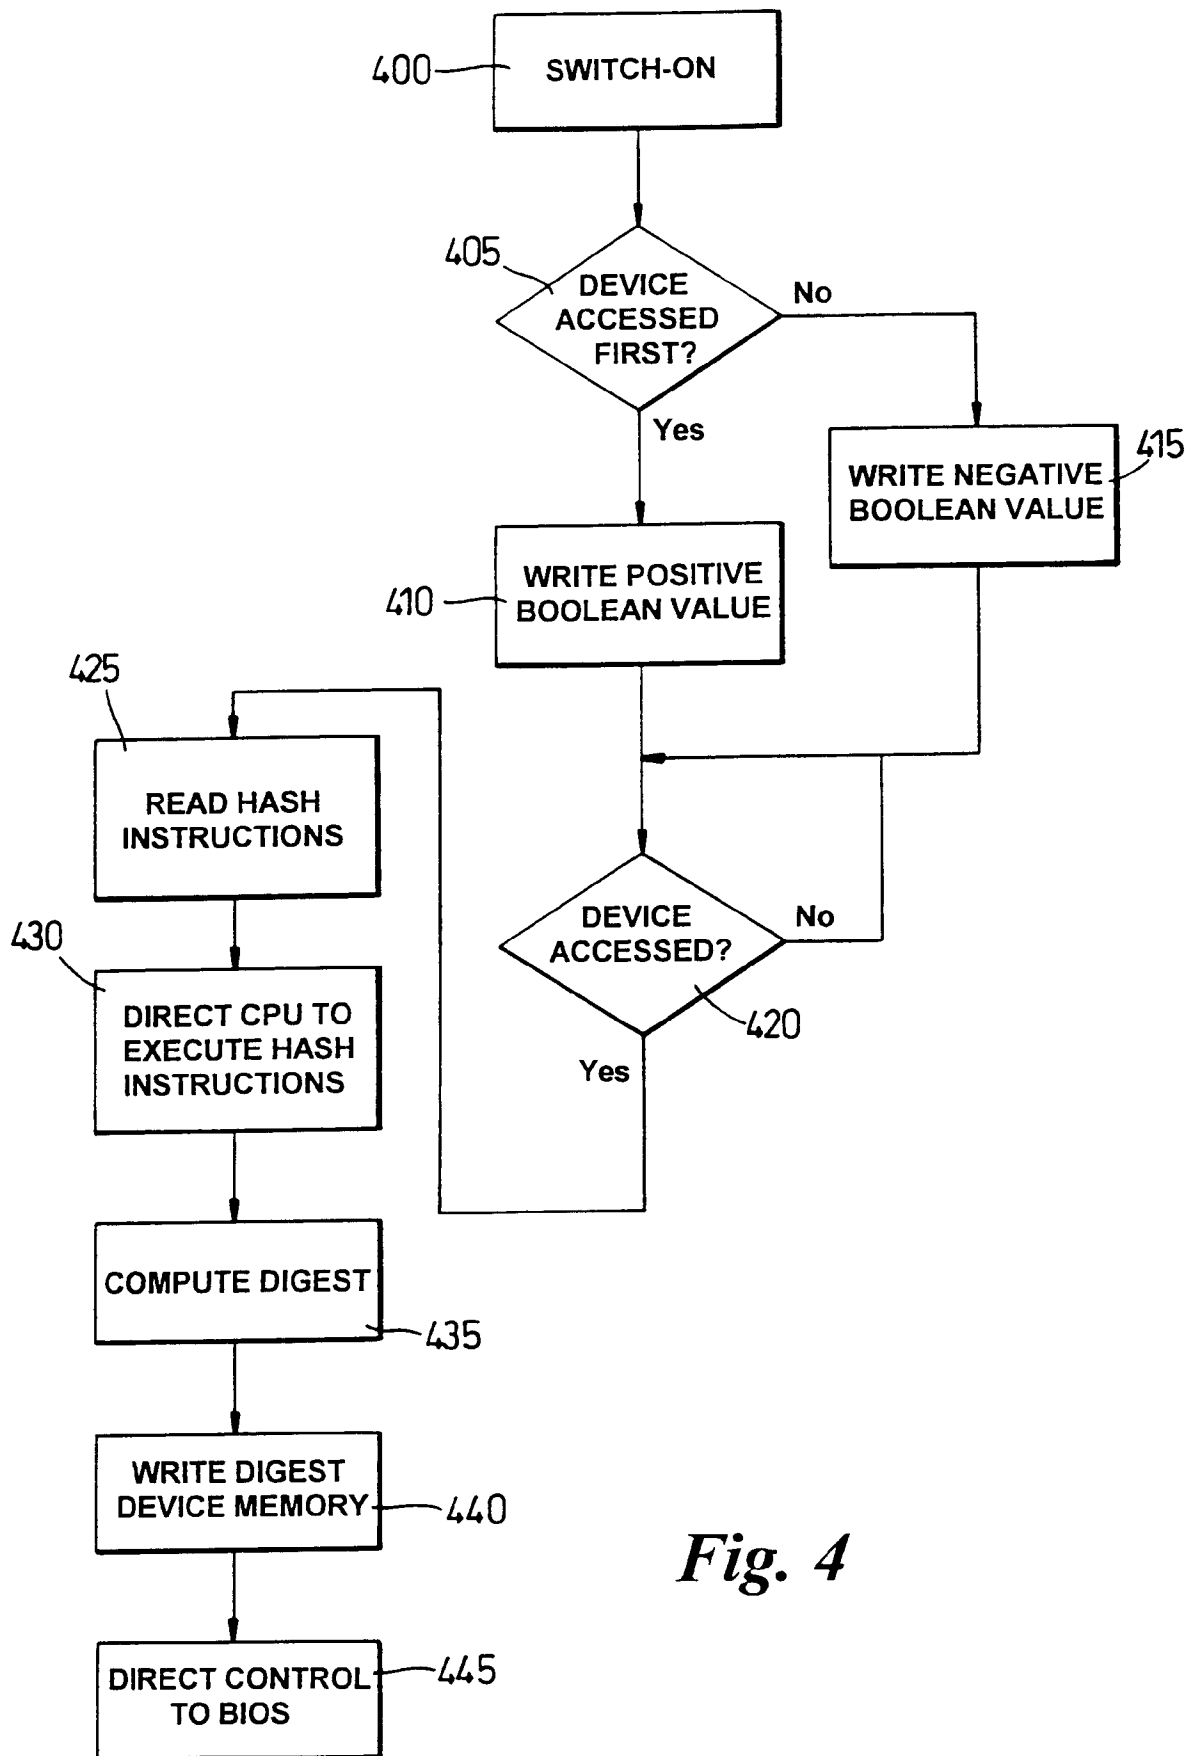 400
SWITCH-ON
405
DEVICE
ACCESSED
FIRST?
No
Yes
WRITE NEGATIVE
BOOLEAN VALUE
415
410
WRITE POSITIVE
BOOLEAN VALUE
DEVICE
ACCESSED?
No
420
Yes
425
READ HASH
INSTRUCTIONS
430
DIRECT CPU TO
EXECUTE HASH
INSTRUCTIONS
COMPUTE DIGEST
435
WRITE DIGEST
DEVICE MEMORY
440
DIRECT CONTROL
TO BIOS
445
Fig. 4